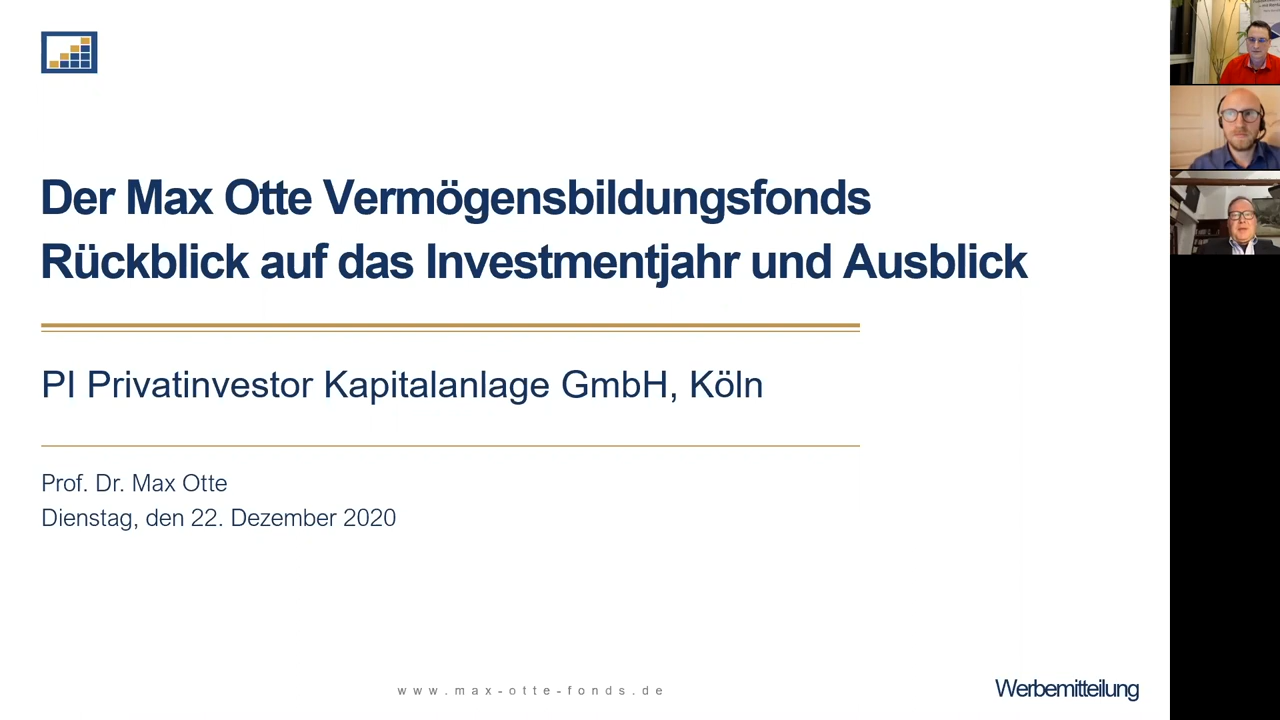 Der Max Otte Vermögensbildungsfonds
Rückblick auf das Investmentjahr und Ausblick
PI Privatinvestor Kapitalanlage GmbH, Köln
Prof. Dr. Max Otte
Dienstag, den 22. Dezember 2020
www.max-otte-fonds.de
Werbemitteilung